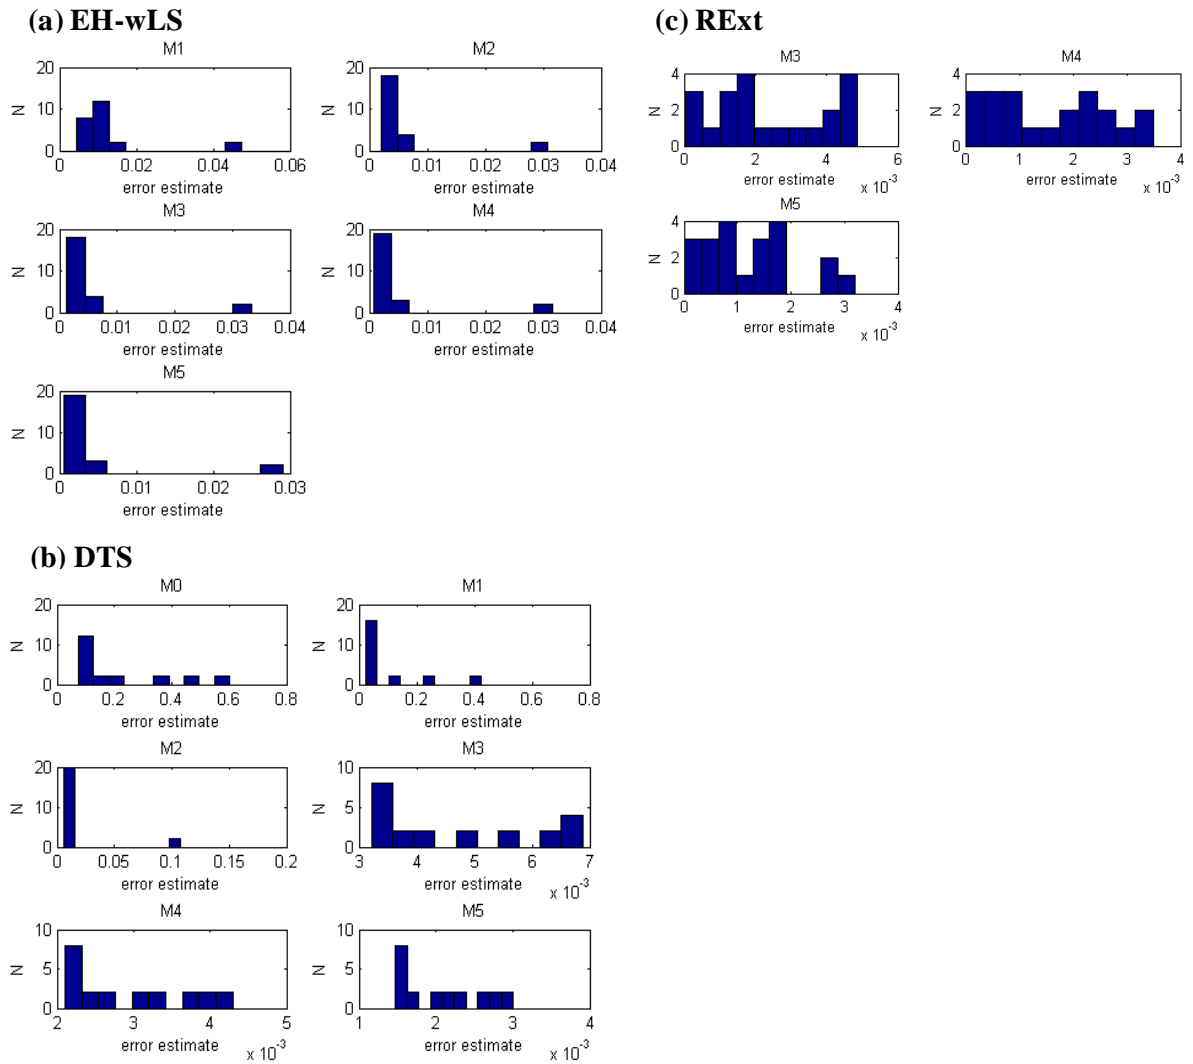 (a) EH-wLS
M1
20
10
0
N
0 0.02 0.04 0.06
error estimate
M2
20
10
0
N
0 0.01 0.02 0.03 0.04
error estimate
M3
20
10
0
N
0 0.01 0.02 0.03 0.04
error estimate
M4
20
10
0
N
0 0.01 0.02 0.03 0.04
error estimate
M5
20
10
0
N
0 0.01 0.02 0.03
error estimate
(c) RExt
M3
4
2
0
N
0 2 4 6
error estimate
x 10^-3
M4
4
2
0
N
0 1 2 3 4
error estimate
x 10^-3
M5
4
2
0
N
0 1 2 3 4
error estimate
x 10^-3
(b) DTS
M0
20
10
0
N
0 0.2 0.4 0.6 0.8
error estimate
M1
20
10
0
N
0 0.2 0.4 0.6 0.8
error estimate
M2
20
10
0
N
0 0.05 0.1 0.15 0.2
error estimate
M3
10
5
0
N
3 4 5 6 7
error estimate
x 10^-3
M4
10
5
0
N
2 3 4 5
error estimate
x 10^-3
M5
10
5
0
N
1 2 3 4
error estimate
x 10^-3